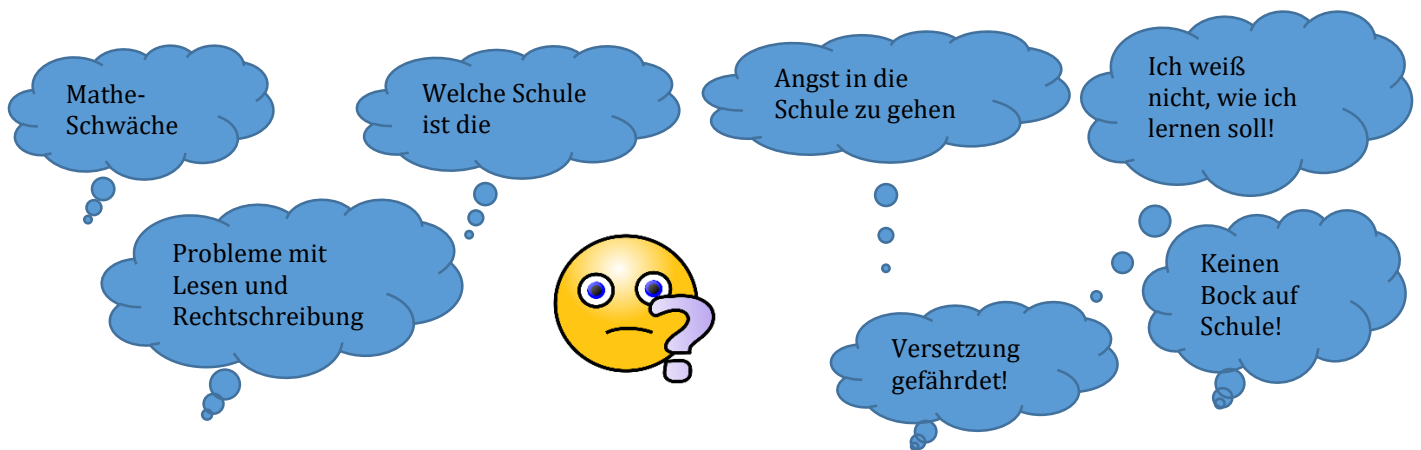 Mathe-
Schwäche
Welche Schule
ist die
Angst in die
Schule zu gehen
Ich weiß
nicht, wie ich
lernen soll!
Probleme mit
Lesen und
Rechtschreibung
Keinen
Bock auf
Schule!
Versetzung
gefährdet!
?